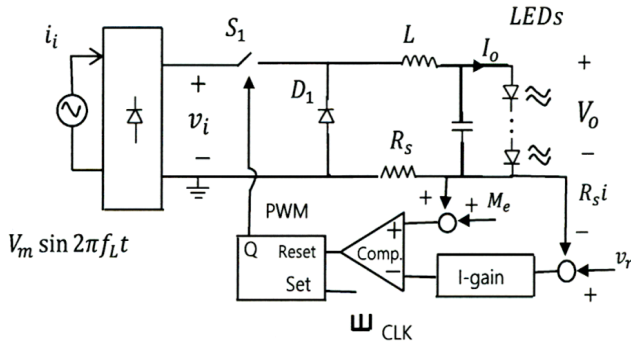 LEDs
i_i
S_1
L
I_o
+
+
D_1
v_i
V_o
−
R_s
−
+
+ M_e
R_s i
PWM
−
V_m sin 2πf_L t
Q Reset
+
Comp.
−
I-gain
v_r
Set
+
CLK